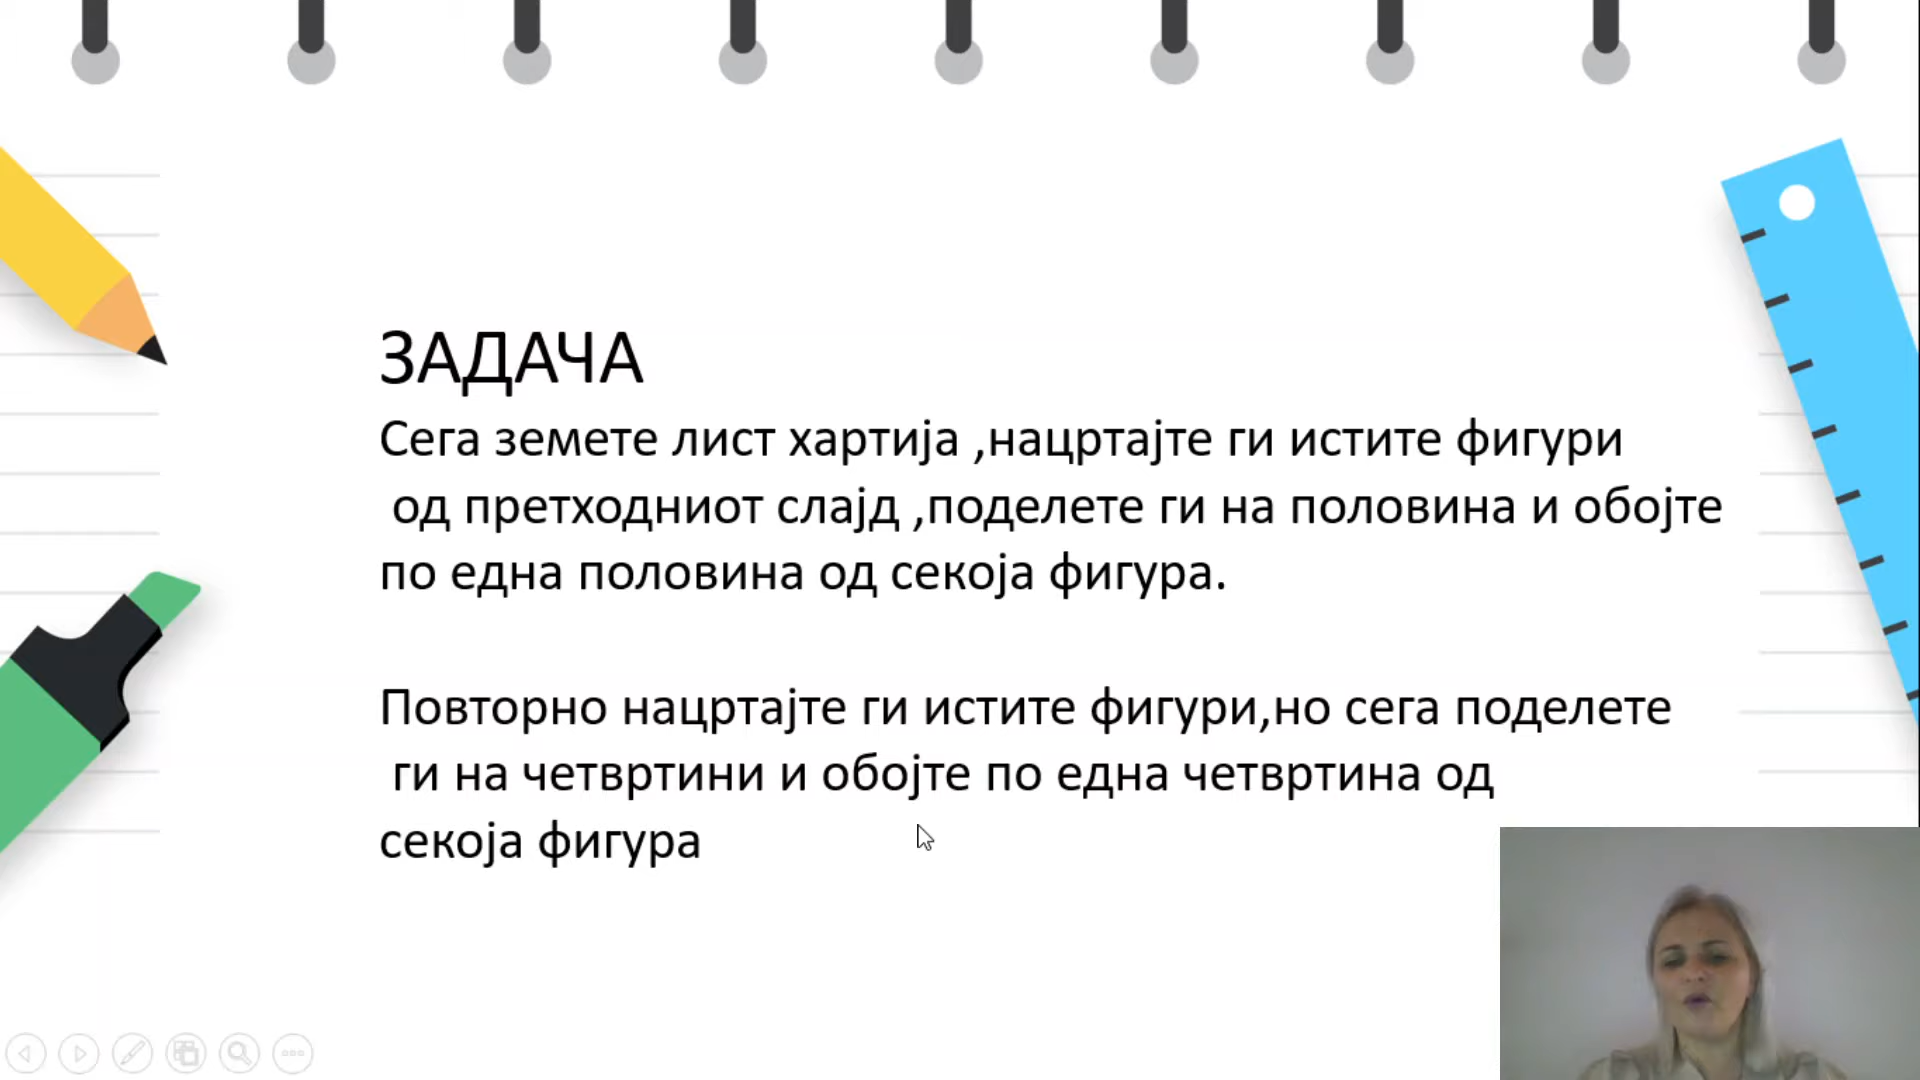 ЗАДАЧА
Сега земете лист хартија ,нацртајте ги истите фигури
од претходниот слајд ,поделете ги на половина и обојте
по една половина од секоја фигура.
Повторно нацртајте ги истите фигури,но сега поделете
ги на четвртини и обојте по една четвртина од
секоја фигура